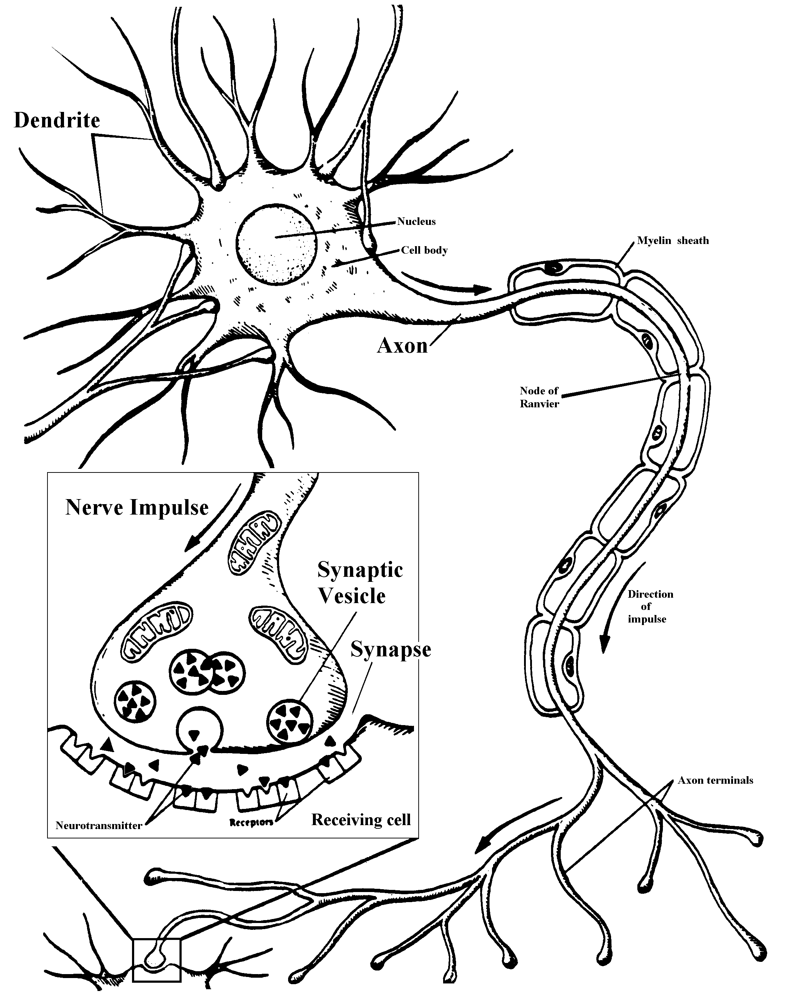 Dendrite
Nucleus
Cell body
Myelin sheath
Axon
Node of
Ranvier
Nerve Impulse
Synaptic
Vesicle
Synapse
Direction
of
impulse
Neurotransmitter
Receptors
Receiving cell
Axon terminals